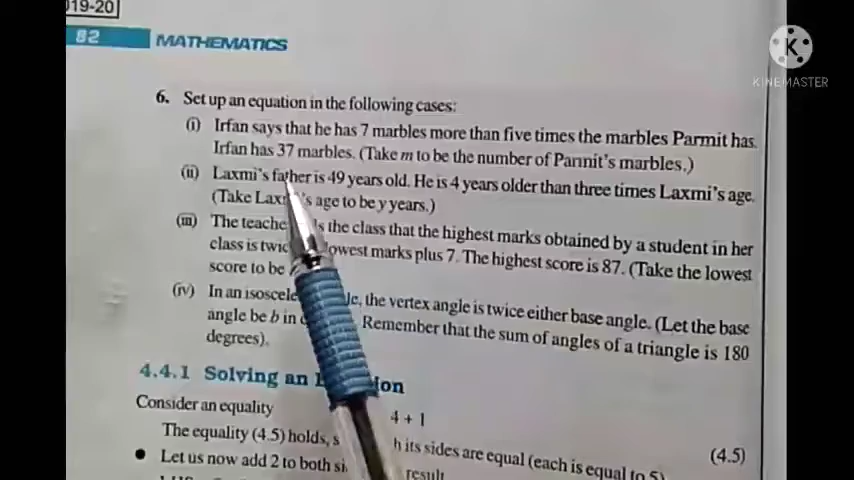 019-20
82 MATHEMATICS
K
KINEMASTER
6. Set up an equation in the following cases:
(i) Irfan says that he has 7 marbles more than five times the marbles Parmit has.
Irfan has 37 marbles. (Take m to be the number of Parmit's marbles.)
(ii) Laxmi's father is 49 years old. He is 4 years older than three times Laxmi's age.
(Take Lax 's age to be y years.)
(iii) The teache s the class that the highest marks obtained by a student in her
class is twic lowest marks plus 7. The highest score is 87. (Take the lowest
score to be
(iv) In an isoscele le, the vertex angle is twice either base angle. (Let the base
angle be b in Remember that the sum of angles of a triangle is 180
degrees).
4.4.1 Solving an E ion
Consider an equality
4 + 1
The equality (4.5) holds, s h its sides are equal (each is equal to 5) (4.5)
● Let us now add 2 to both si result